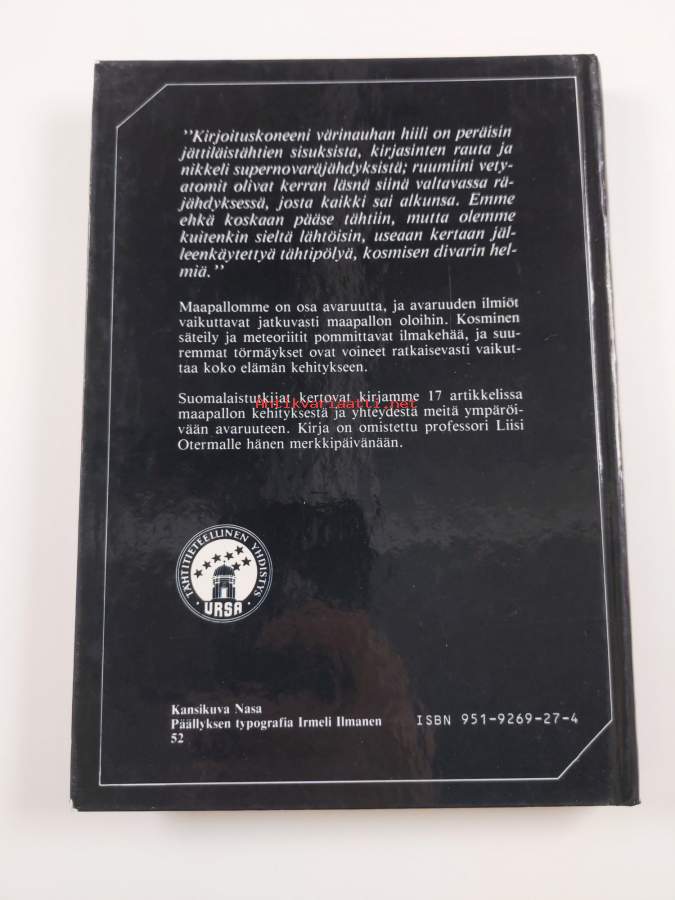 "Kirjoituskoneeni värinauhan hiili on peräisin
jättiläistähtien sisuksista, kirjasinten rauta ja
nikkeli supernovaräjähdyksistä; ruumiini vety-
atomit olivat kerran läsnä siinä valtavassa rä-
jähdyksessä, josta kaikki sai alkunsa. Emme
ehkä koskaan pääse tähtiin, mutta olemme
kuitenkin sieltä lähtöisin, useaan kertaan jäl-
leenkäytettyä tähtipölyä, kosmisen divarin hel-
miä."
Maapallomme on osa avaruutta, ja avaruuden ilmiöt
vaikuttavat jatkuvasti maapallon oloihin. Kosminen
säteily ja meteoriitit pommittavat ilmakehää, ja suu-
remmat törmäykset ovat voineet ratkaisevasti vaikut-
taa koko elämän kehitykseen.
Suomalaistutkijat kertovat kirjamme 17 artikkelissa
Antikvariaatti.net
maapallon kehityksestä ja yhteydestä meitä ympäröi-
vään avaruuteen. Kirja on omistettu professori Liisi
Otermalle hänen merkkipäivänään.
TÄHTITIETEELLINEN YHDISTYS
URSA
Kansikuva Nasa
Päällyksen typografia Irmeli Ilmanen
52
ISBN 951-9269-27-4